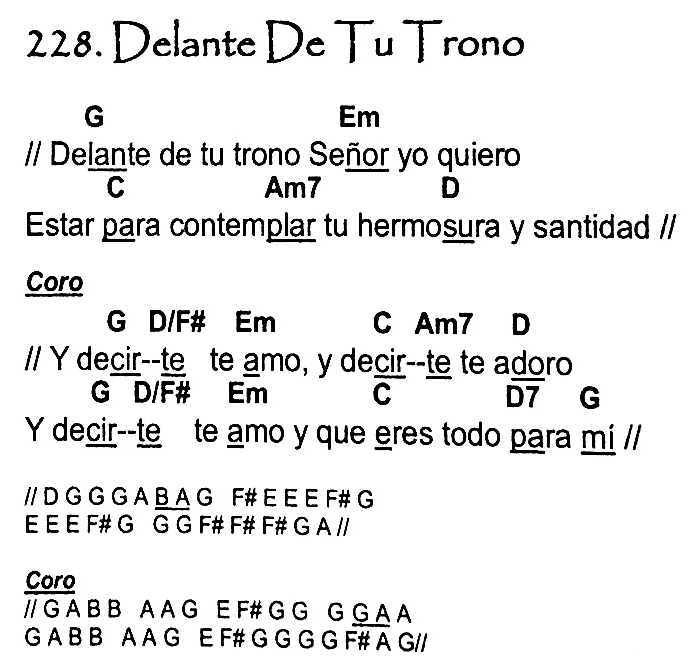 228. Delante De Tu Trono
G Em
// Delante de tu trono Señor yo quiero
C Am7 D
Estar para contemplar tu hermosura y santidad //
Coro
G D/F# Em C Am7 D
// Y decir--te te amo, y decir--te te adoro
G D/F# Em C D7 G
Y decir--te te amo y que eres todo para mí //
// D G G G A B A G F# E E E F# G
E E E F# G G G F# F# F# G A //
Coro
// G A B B A A G E F# G G G G A A
G A B B A A G E F# G G G G F# A G//